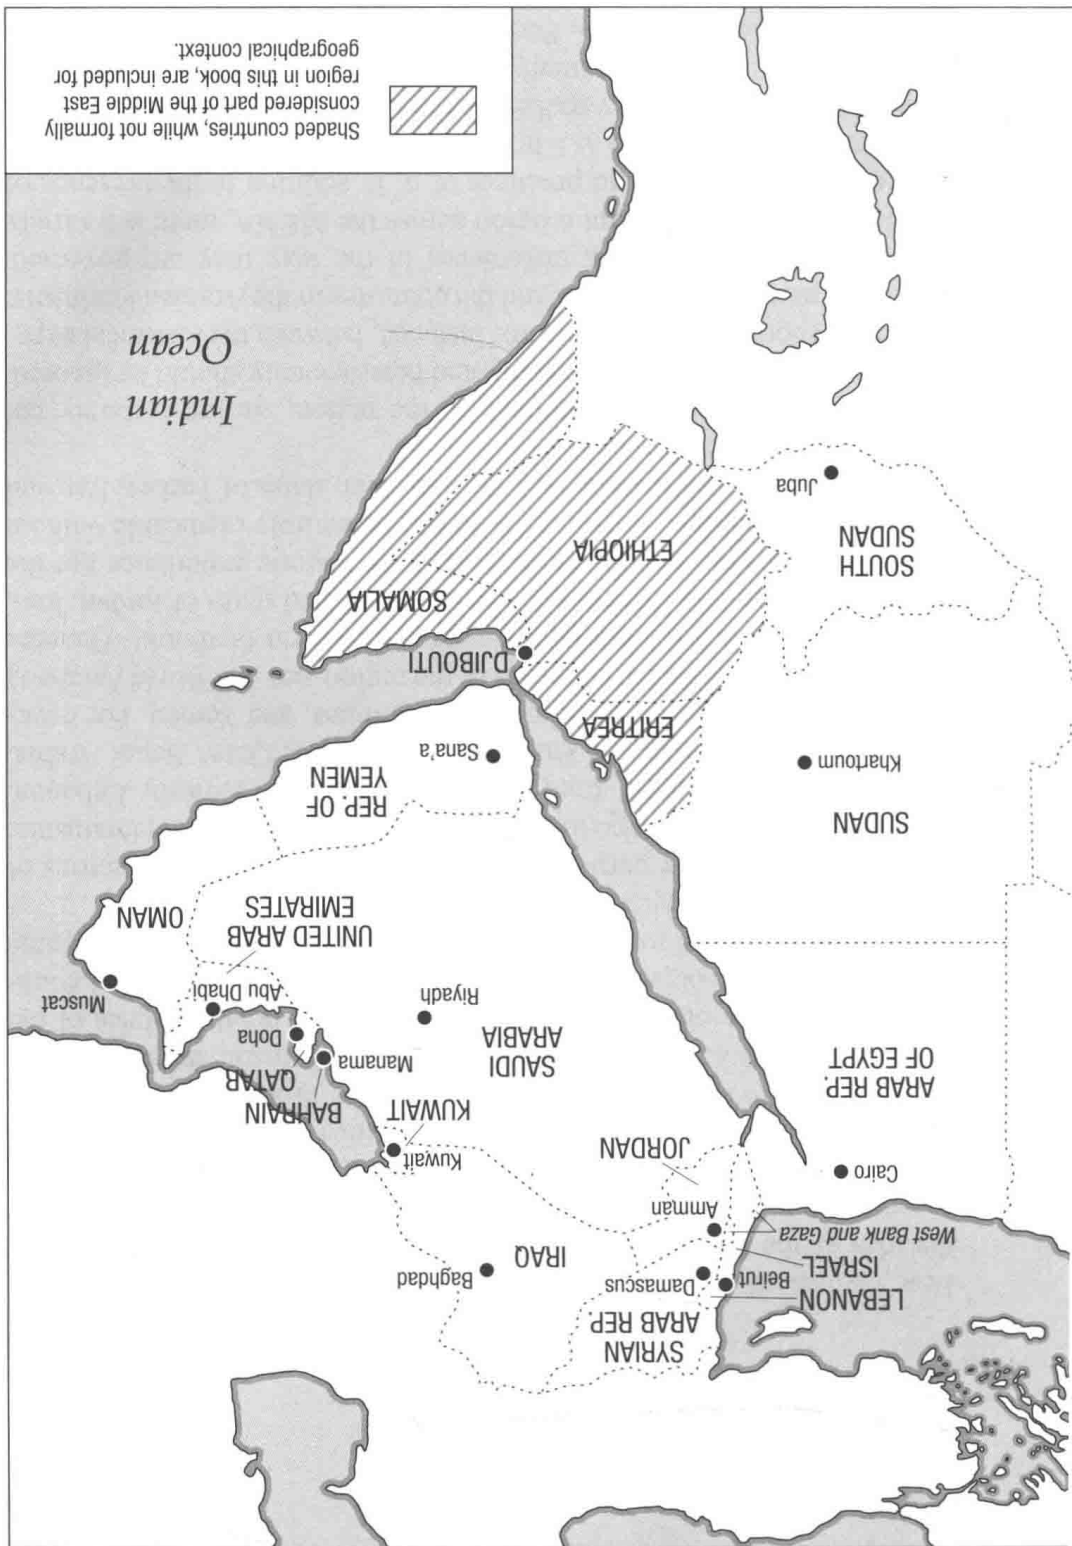 LEBANON
ISRAEL
West Bank and Gaza
Beirut
Damascus
SYRIAN
ARAB REP.
Amman
JORDAN
IRAQ
Baghdad
Cairo
ARAB REP.
OF EGYPT
Kuwait
KUWAIT
BAHRAIN
QATAR
Manama
Doha
SAUDI
ARABIA
Riyadh
Abu Dhabi
UNITED ARAB
EMIRATES
Muscat
OMAN
SUDAN
Khartoum
REP. OF
YEMEN
Sana'a
ERITREA
DJIBOUTI
SOMALIA
ETHIOPIA
SOUTH
SUDAN
Juba
Indian
Ocean
Shaded countries, while not formally
considered part of the Middle East
region in this book, are included for
geographical context.